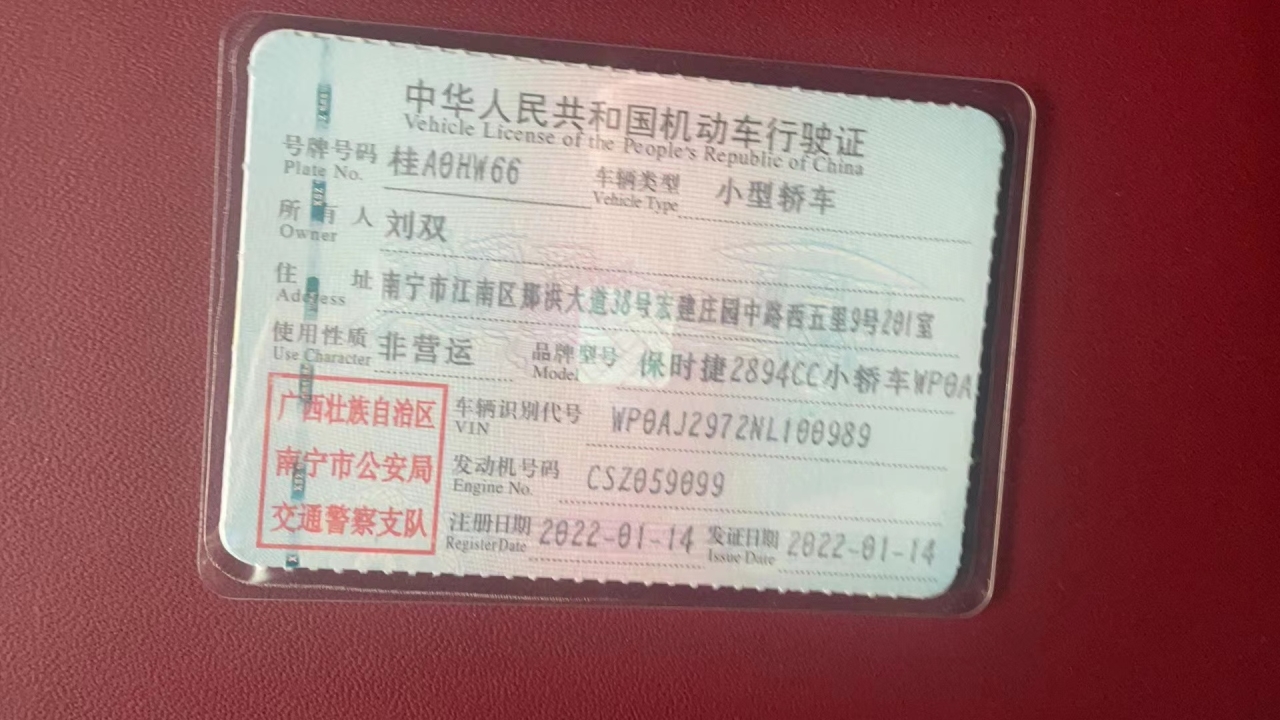 中华人民共和国机动车行驶证
Vehicle License of the People's Republic of China
号牌号码 桂A0HW66 车辆类型 小型轿车
Plate No. Vehicle Type
所有人 刘双
Owner
住址 南宁市江南区那洪大道38号宏建庄园中路西五里9号201室
Address
使用性质 非营运 品牌型号 保时捷2894CC小轿车WP0A
Use Character Model
广西壮族自治区
南宁市公安局
交通警察支队
车辆识别代号 WP0AJ2972NL100989
VIN
发动机号码 CSZ059099
Engine No.
注册日期 2022-01-14 发证日期 2022-01-14
Register Date Issue Date